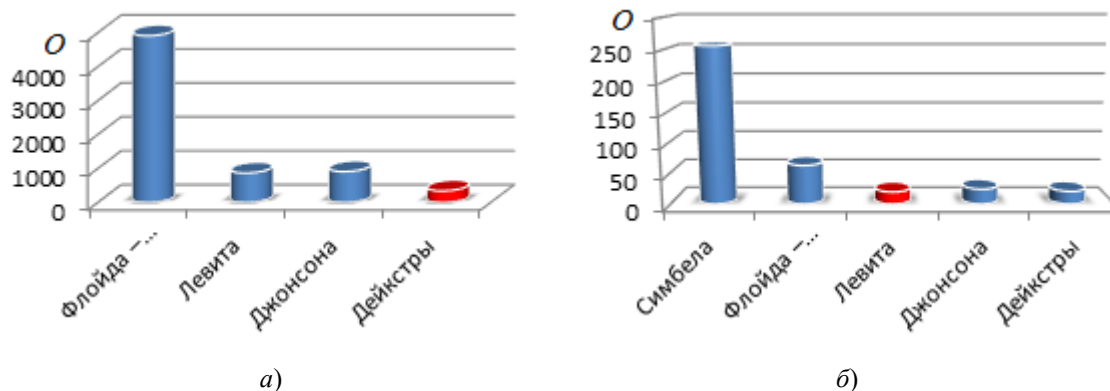 O
4000
3000
2000
1000
0
Флойда –...
Левита
Джонсона
Дейкстры
а)
O
250
200
150
100
50
0
Симбела
Флойда –...
Левита
Джонсона
Дейкстры
б)